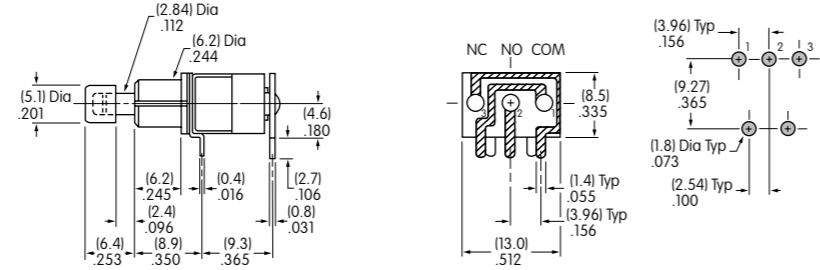 (2.84) Dia
.112
(6.2) Dia
.244
(5.1) Dia
.201
(4.6)
.180
(6.2)
.245
(0.4)
.016
(2.7)
.106
(2.4)
.096
(0.8)
.031
(6.4)
.253
(8.9)
.350
(9.3)
.365
NC NO COM
3 2 1
(8.5)
.335
(1.4) Typ
.055
(3.96) Typ
.156
(13.0)
.512
(3.96) Typ
.156
1 2 3
(9.27)
.365
(1.8) Dia Typ
.073
(2.54) Typ
.100